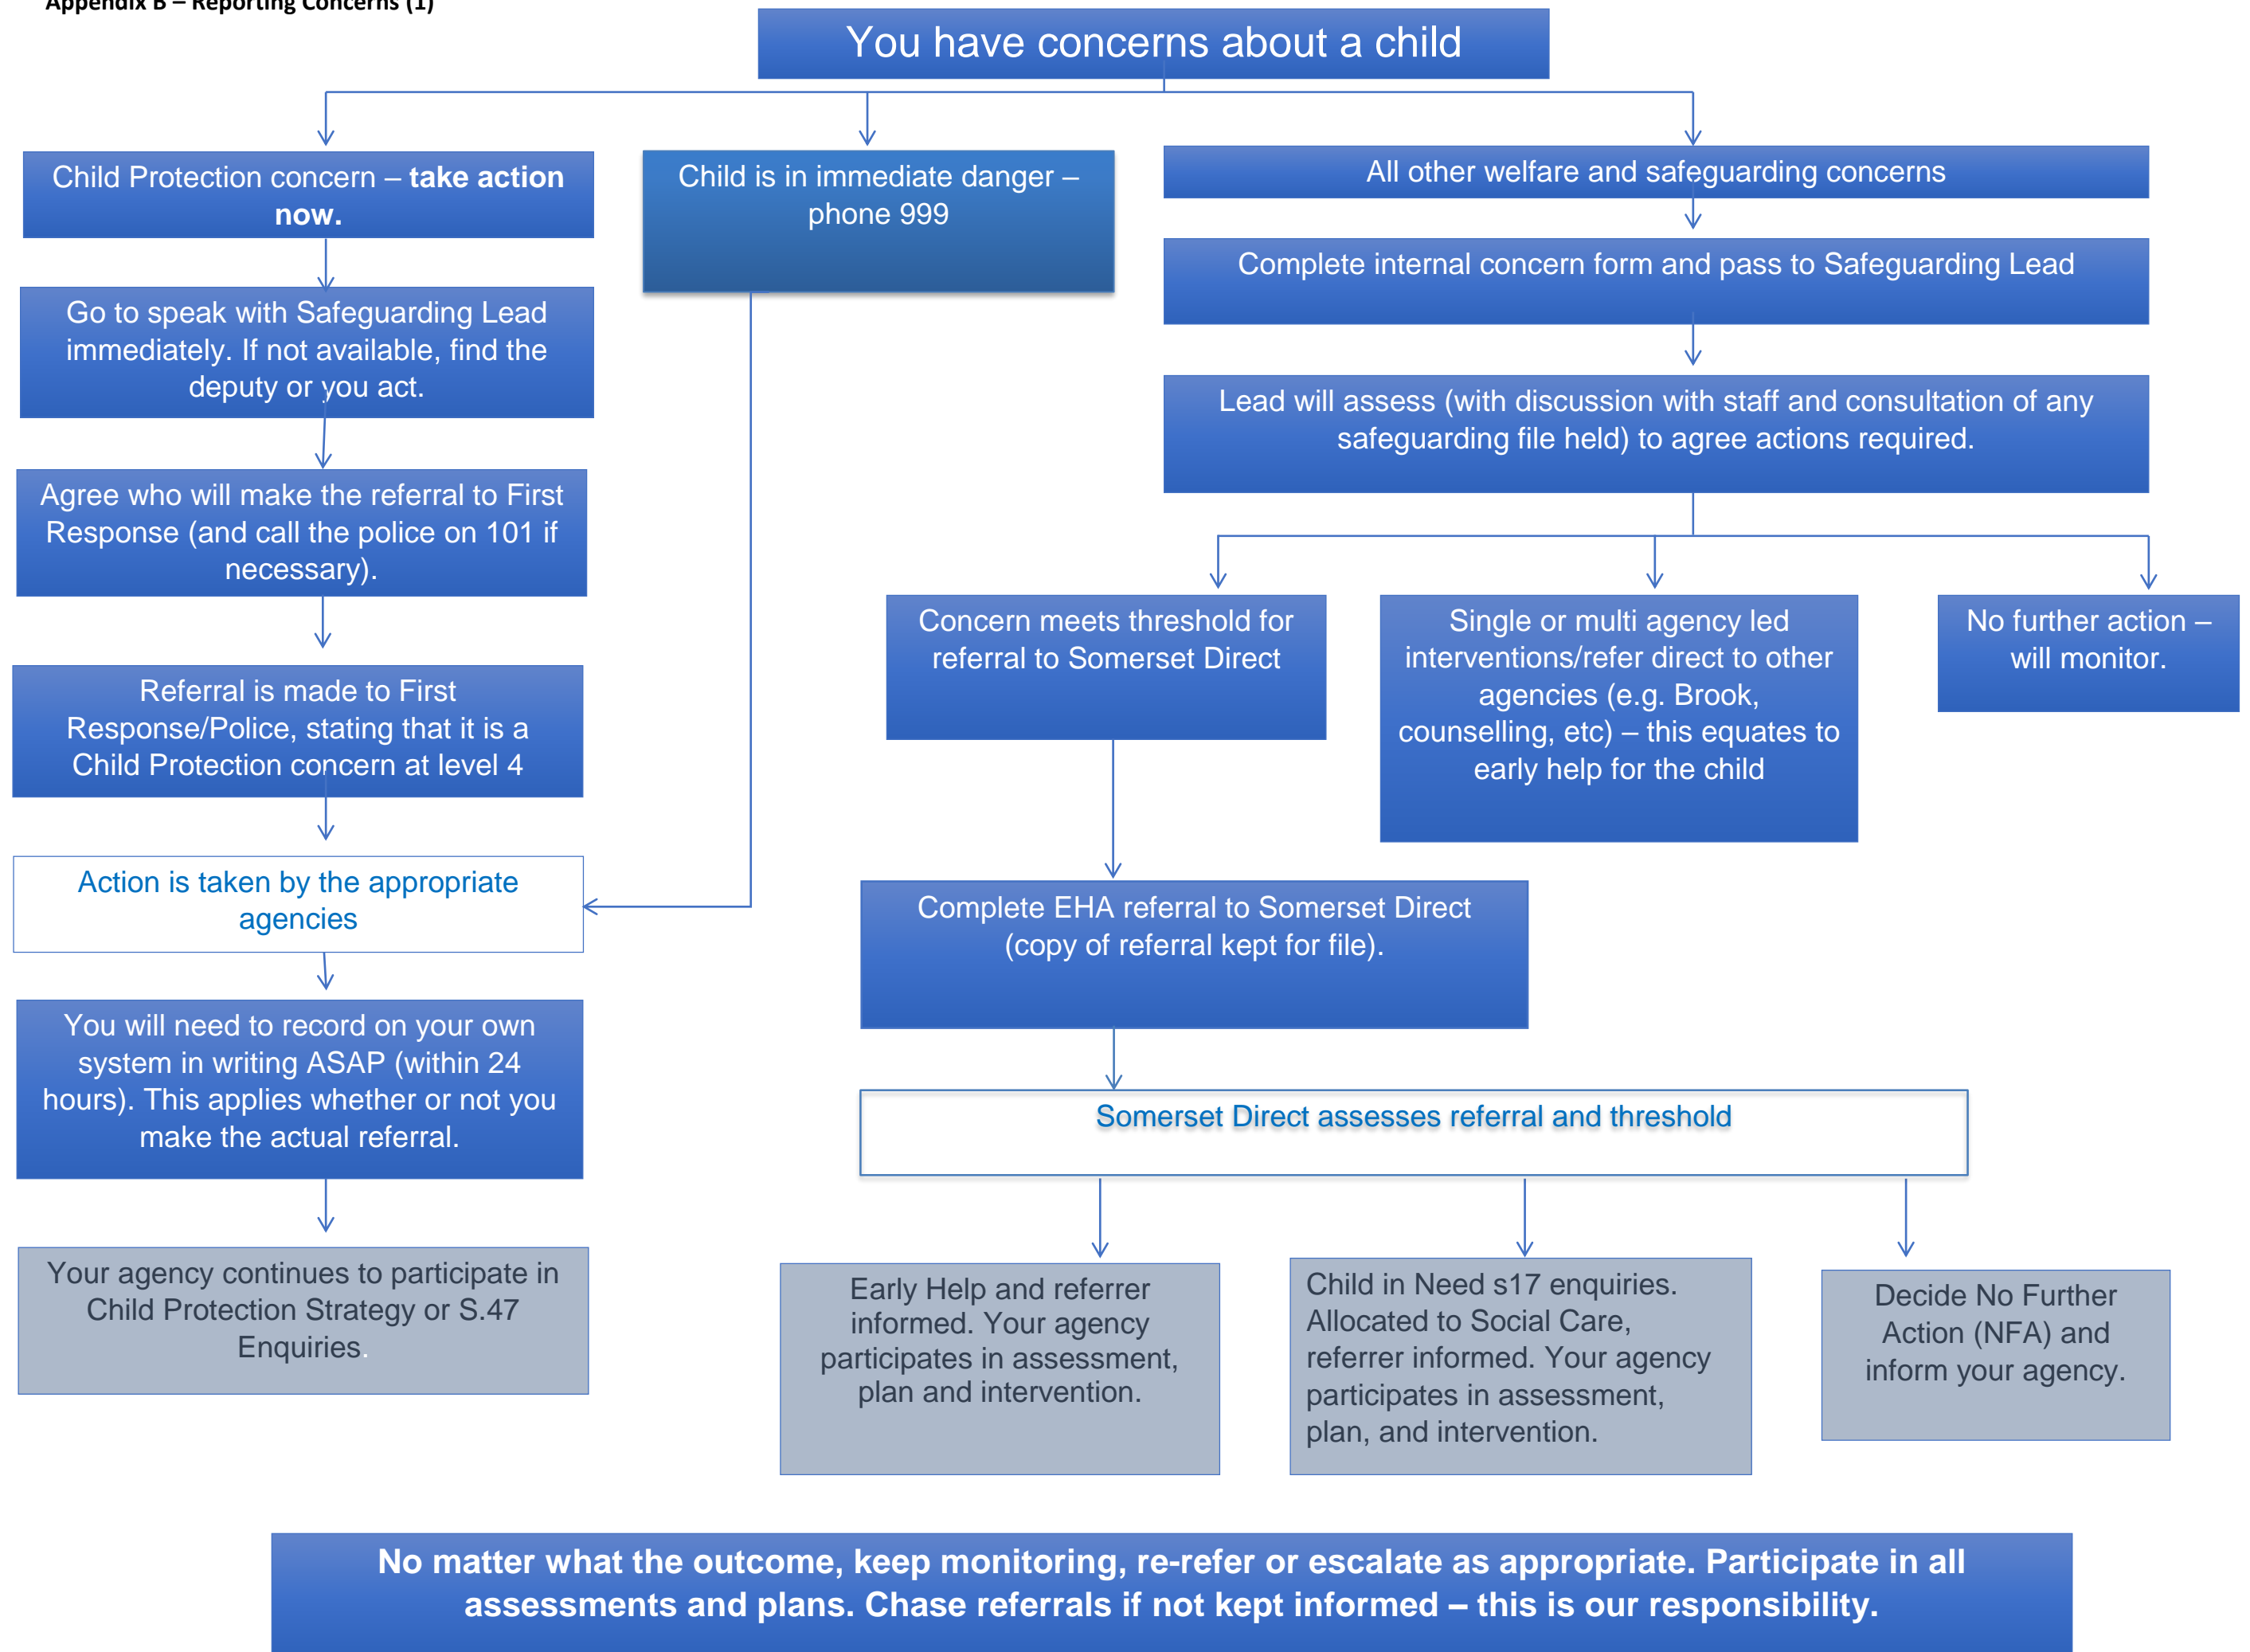 Appendix B – Reporting Concerns (1)
You have concerns about a child
Child Protection concern – take action
now.
Child is in immediate danger –
phone 999
All other welfare and safeguarding concerns
Go to speak with Safeguarding Lead
immediately. If not available, find the
deputy or you act.
Complete internal concern form and pass to Safeguarding Lead
Lead will assess (with discussion with staff and consultation of any
safeguarding file held) to agree actions required.
Agree who will make the referral to First
Response (and call the police on 101 if
necessary).
Referral is made to First
Response/Police, stating that it is a
Child Protection concern at level 4
Concern meets threshold for
referral to Somerset Direct
Single or multi agency led
interventions/refer direct to other
agencies (e.g. Brook,
counselling, etc) – this equates to
early help for the child
No further action –
will monitor.
Action is taken by the appropriate
agencies
Complete EHA referral to Somerset Direct
(copy of referral kept for file).
You will need to record on your own
system in writing ASAP (within 24
hours). This applies whether or not you
make the actual referral.
Somerset Direct assesses referral and threshold
Your agency continues to participate in
Child Protection Strategy or S.47
Enquiries.
Early Help and referrer
informed. Your agency
participates in assessment,
plan and intervention.
Child in Need s17 enquiries.
Allocated to Social Care,
referrer informed. Your agency
participates in assessment,
plan, and intervention.
Decide No Further
Action (NFA) and
inform your agency.
No matter what the outcome, keep monitoring, re-refer or escalate as appropriate. Participate in all
assessments and plans. Chase referrals if not kept informed – this is our responsibility.